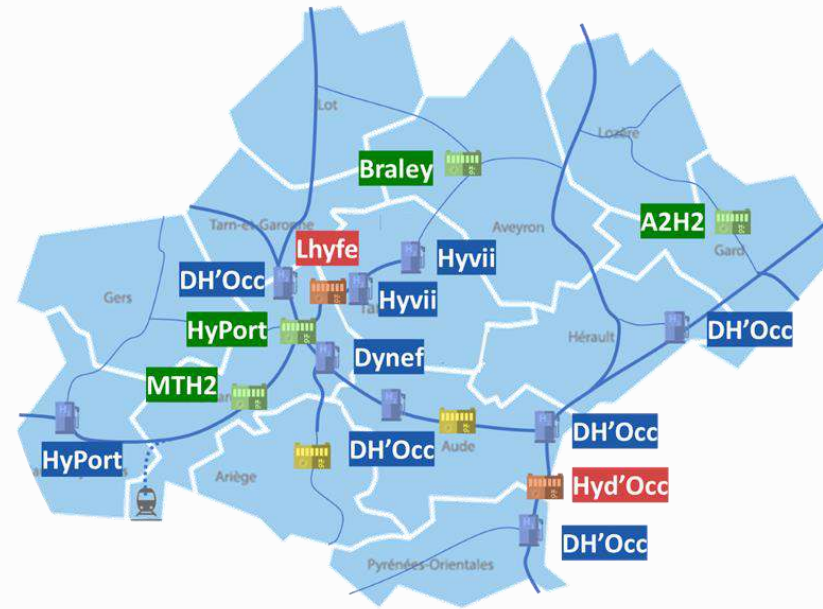 Lot
Lozère
Braley
Aveyron
A2H2
Tarn-et-Garonne
Gard
Lhyfe
Hyvii
DH'Occ
Hyvii
Gers
HyPort
Hérault
DH'Occ
Dynef
MTH2
DH'Occ
DH'Occ
Aude
HyPort
Ariège
Hyd'Occ
DH'Occ
Pyrénées-Orientales